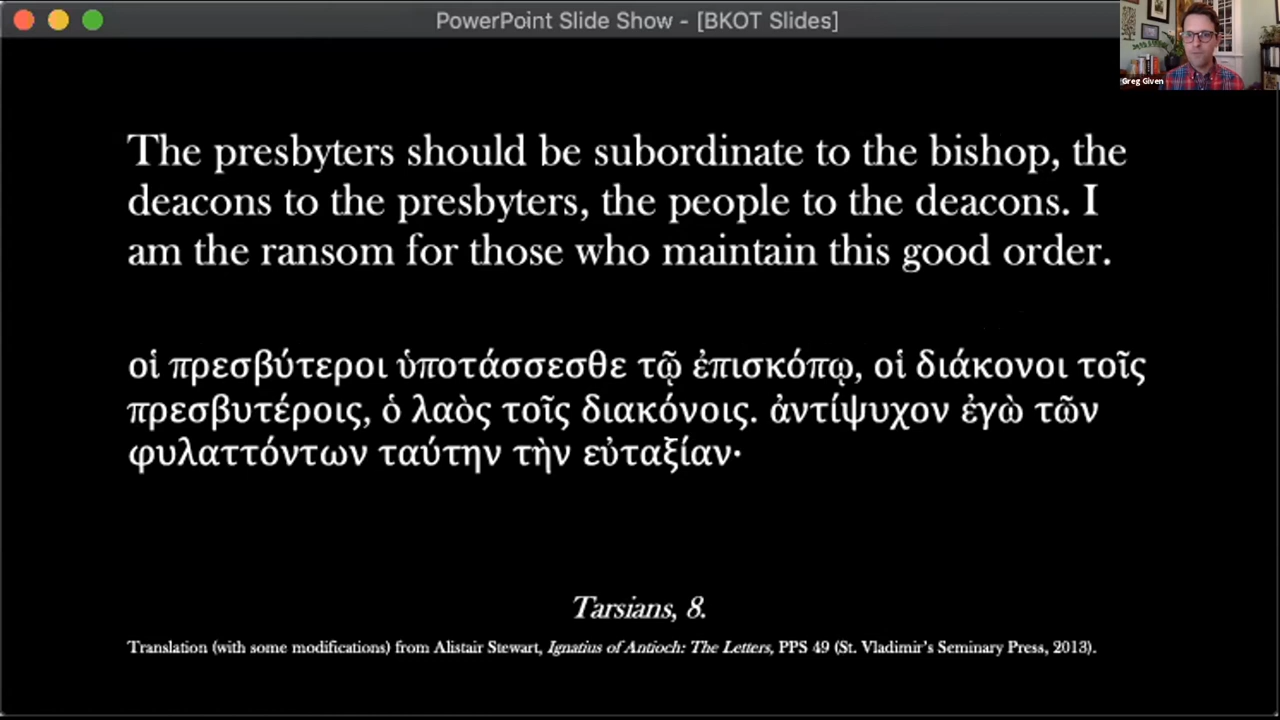 PowerPoint Slide Show - [BKOT Slides]
Greg Given
The presbyters should be subordinate to the bishop, the
deacons to the presbyters, the people to the deacons. I
am the ransom for those who maintain this good order.
οἱ πρεσβύτεροι ὑποτάσσεσθε τῷ ἐπισκόπῳ, οἱ διάκονοι τοῖς
πρεσβυτέροις, ὁ λαὸς τοῖς διακόνοις. ἀντίψυχον ἐγὼ τῶν
φυλαττόντων ταύτην τὴν εὐταξίαν·
Tarsians, 8.
Translation (with some modifications) from Alistair Stewart, Ignatius of Antioch: The Letters, PPS 49 (St. Vladimir’s Seminary Press, 2013).